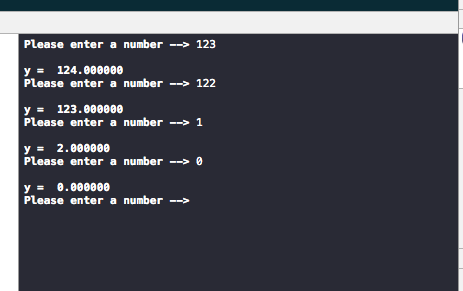 Please enter a number --> 123
y =  124.000000
Please enter a number --> 122
y =  123.000000
Please enter a number --> 1
y =  2.000000
Please enter a number --> 0
y =  0.000000
Please enter a number -->